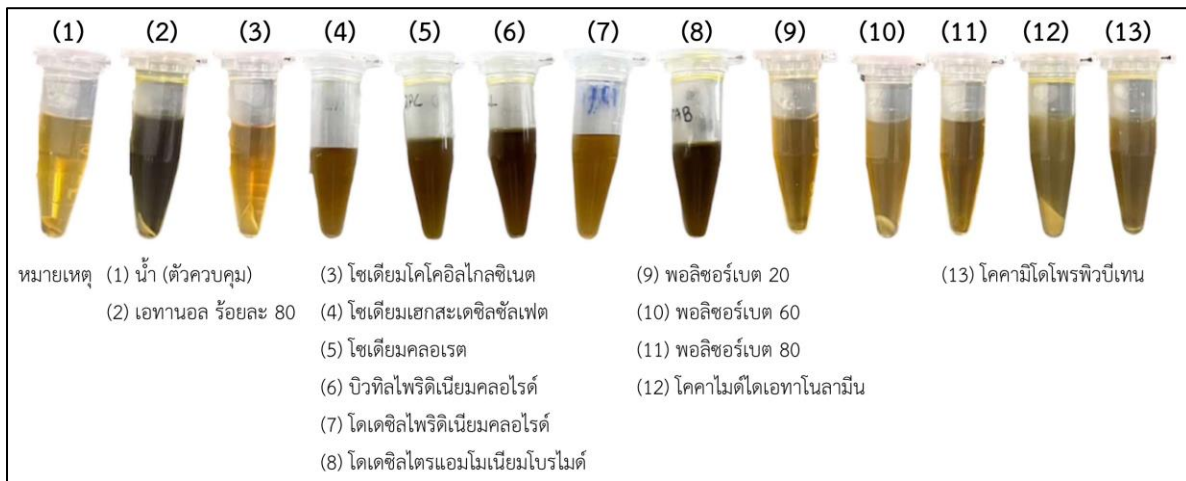 (1) (2) (3) (4) (5) (6) (7) (8) (9) (10) (11) (12) (13)
AB
หมายเหตุ (1) น้ำ (ตัวควบคุม)
(2) เอทานอล ร้อยละ 80
(3) โซเดียมโคโคอิลไกลซิเนต
(4) โซเดียมเฮกสะเดซิลซัลเฟต
(5) โซเดียมคลอเรต
(6) บิวทิลไพริดิเนียมคลอไรด์
(7) โดเดซิลไพริดิเนียมคลอไรด์
(8) โดเดซิลไตรแอมโมเนียมโบรไมด์
(9) พอลิซอร์เบต 20
(10) พอลิซอร์เบต 60
(11) พอลิซอร์เบต 80
(12) โคคาไมด์ไดเอทาโนลามีน
(13) โคคามิโดโพรพิวบีเทน